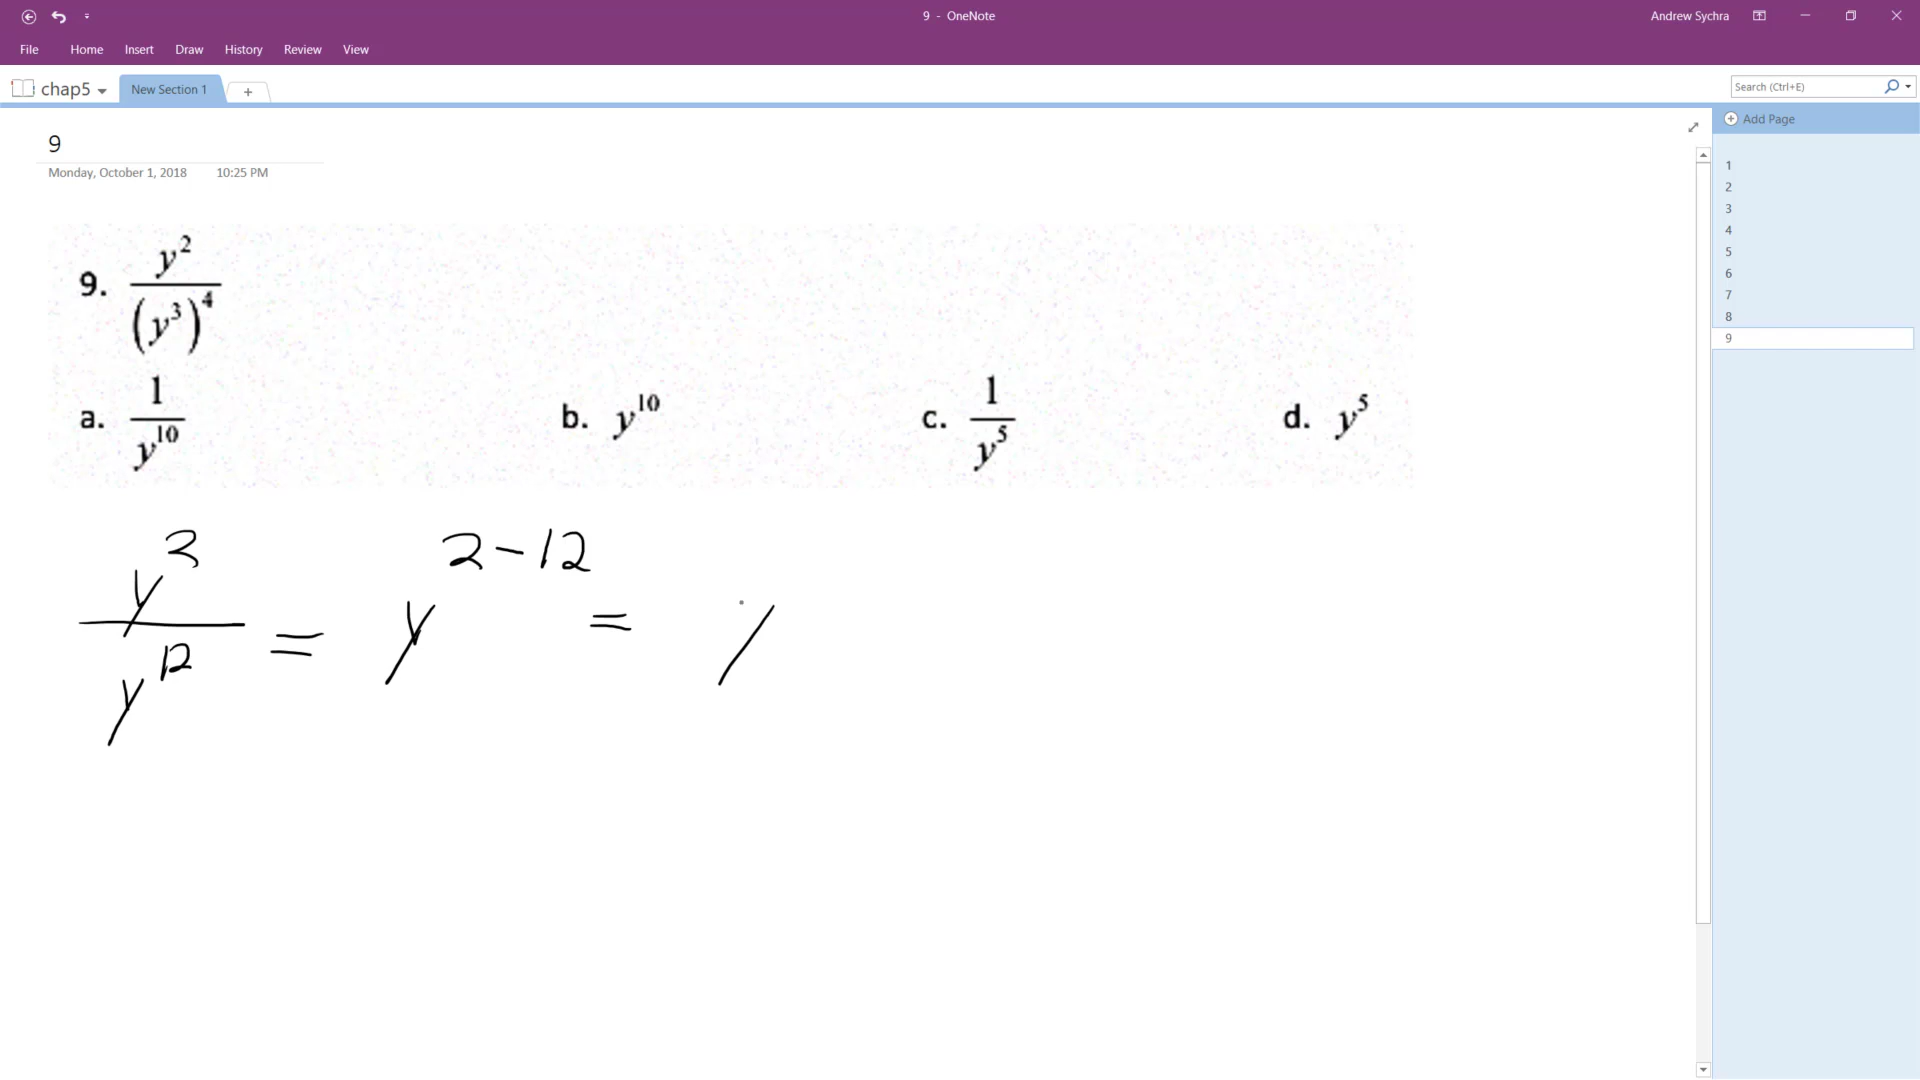 9 - OneNote
Andrew Sychra
File Home Insert Draw History Review View
chap5 New Section 1 +
Search (Ctrl+E)
Add Page
9
Monday, October 1, 2018 10:25 PM
1
2
3
4
5
6
7
8
9
9. y^2 / (y^3)^4
a. 1/y^10 b. y^10 c. 1/y^5 d. y^5
y^2 / y^12 = y^(2-12) =